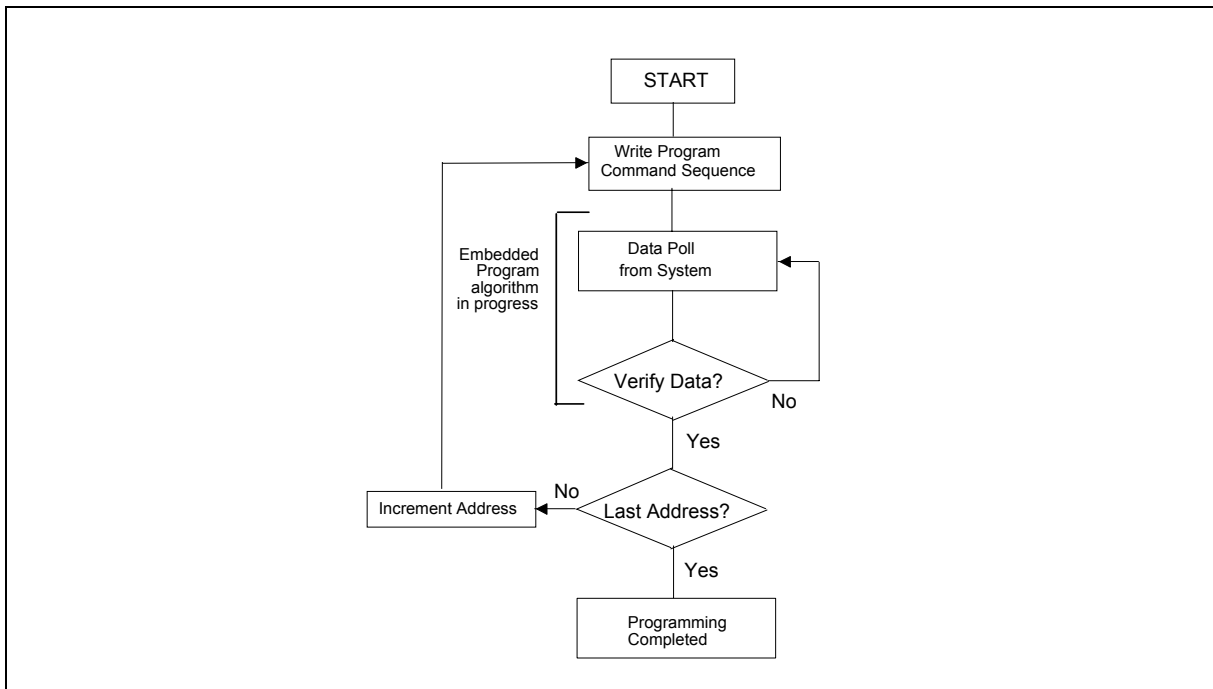 START
Write Program
Command Sequence
Data Poll
from System
Embedded
Program
algorithm
in progress
Verify Data?
No
Yes
Last Address?
No
Increment Address
Yes
Programming
Completed